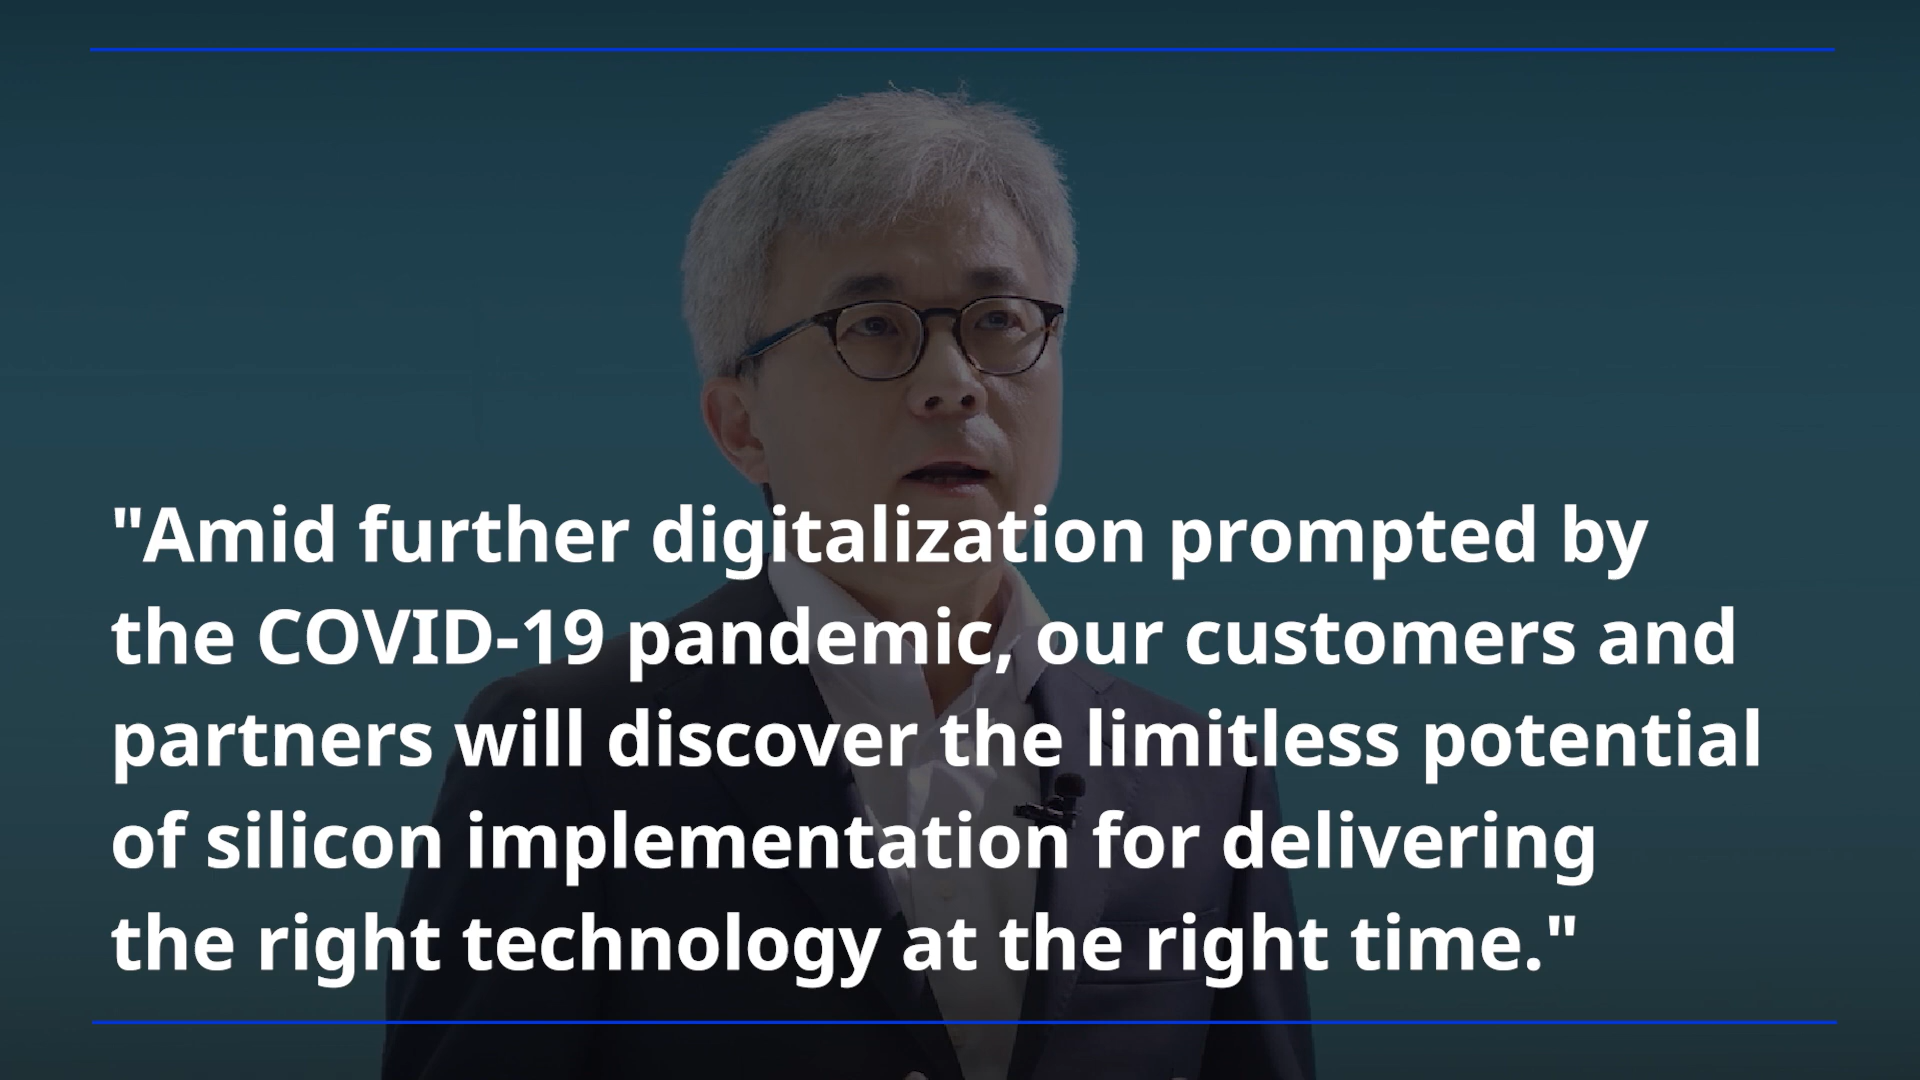 "Amid further digitalization prompted by
the COVID-19 pandemic, our customers and
partners will discover the limitless potential
of silicon implementation for delivering
the right technology at the right time."